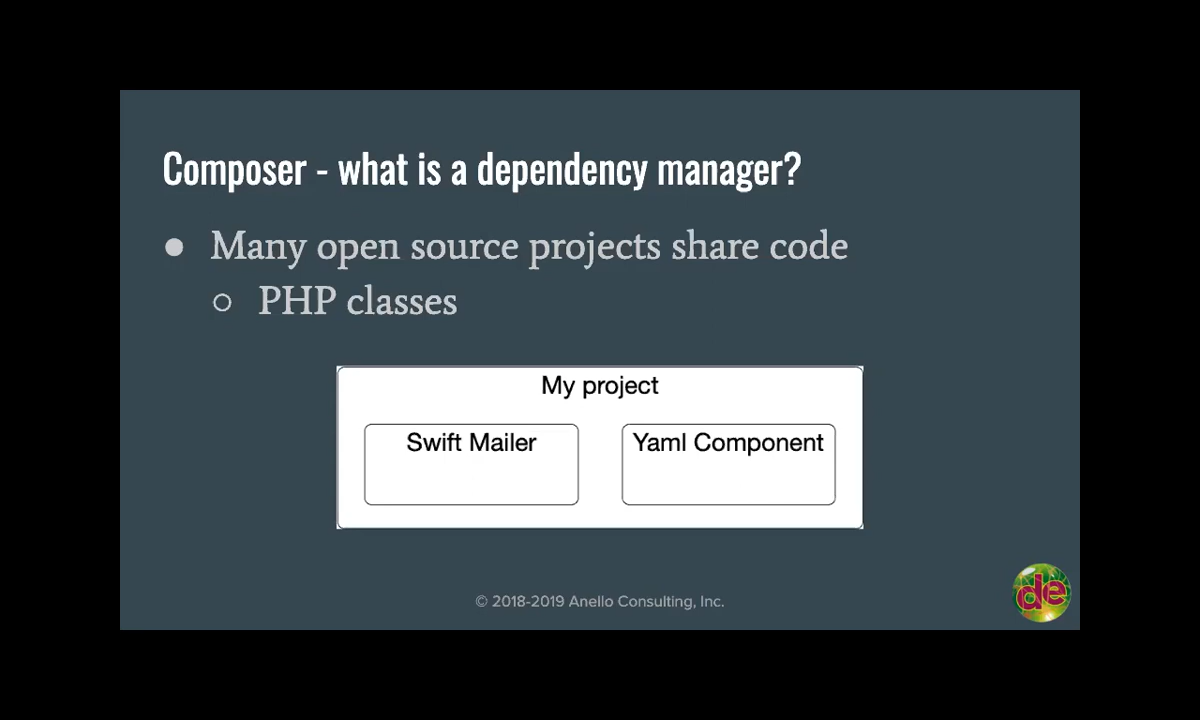 Composer - what is a dependency manager?
● Many open source projects share code
○ PHP classes
My project
Swift Mailer
Yaml Component
© 2018-2019 Anello Consulting, Inc.
de